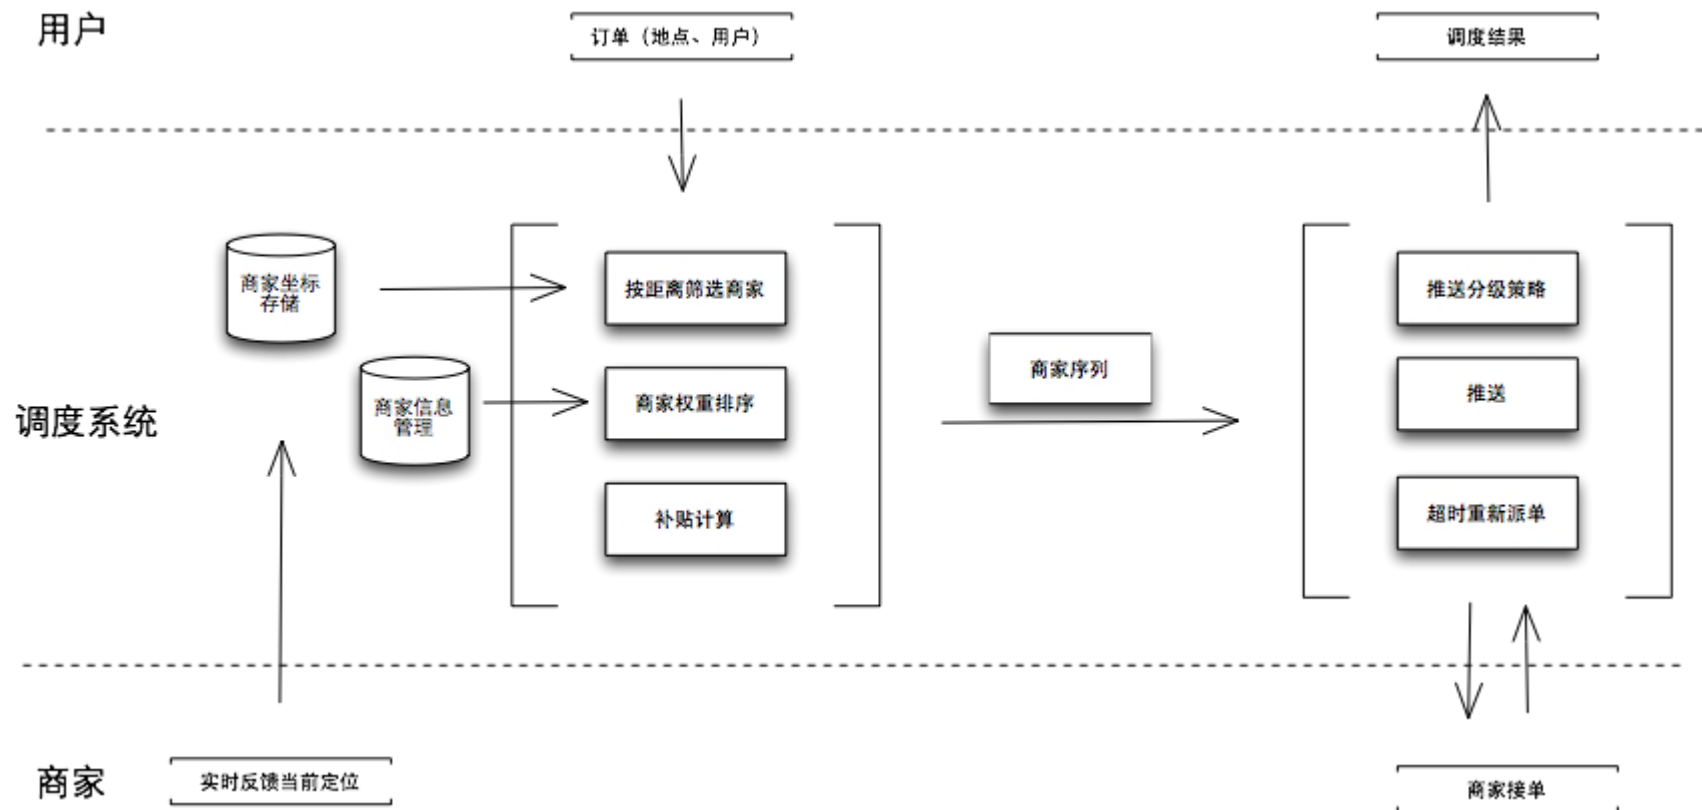 用户
订单（地点、用户）
调度结果
商家坐标
存储
按距离筛选商家
推送分级策略
商家序列
商家信息
管理
商家权重排序
推送
调度系统
补贴计算
超时重新派单
商家
实时反馈当前定位
商家接单